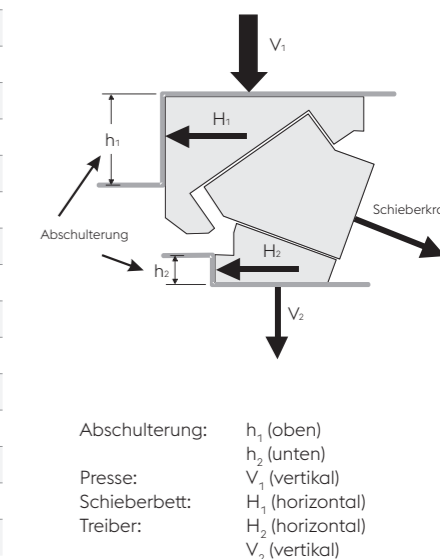 V₁
H₁
h₁
Abschulterung
H₂
h₂
V₂
Abschulterung: h₁ (oben)
h₂ (unten)
Presse: V₁ (vertikal)
Schieberbett: H₁ (horizontal)
Treiber: H₂ (horizontal)
V₂ (vertikal)